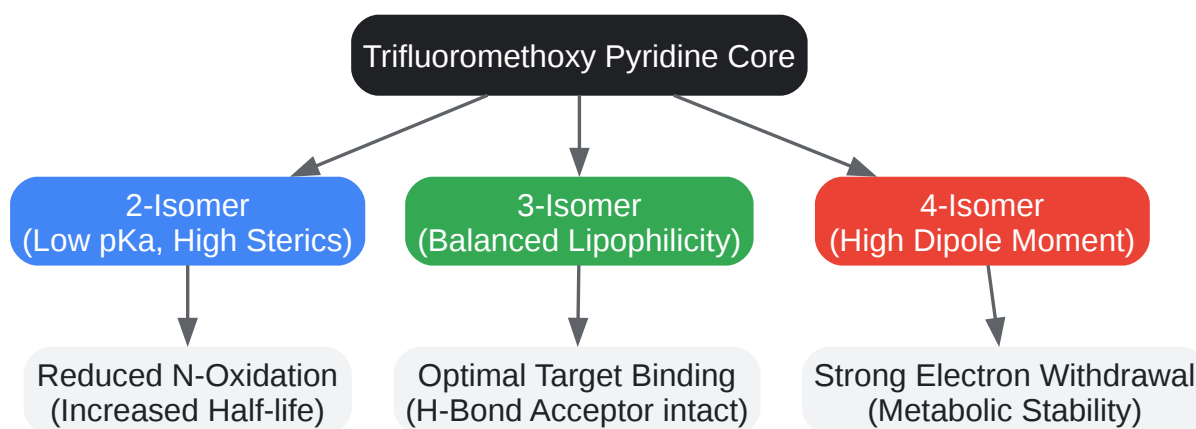 Trifluoromethoxy Pyridine Core
2-Isomer
(Low pKa, High Sterics)
3-Isomer
(Balanced Lipophilicity)
4-Isomer
(High Dipole Moment)
Reduced N-Oxidation
(Increased Half-life)
Optimal Target Binding
(H-Bond Acceptor intact)
Strong Electron Withdrawal
(Metabolic Stability)